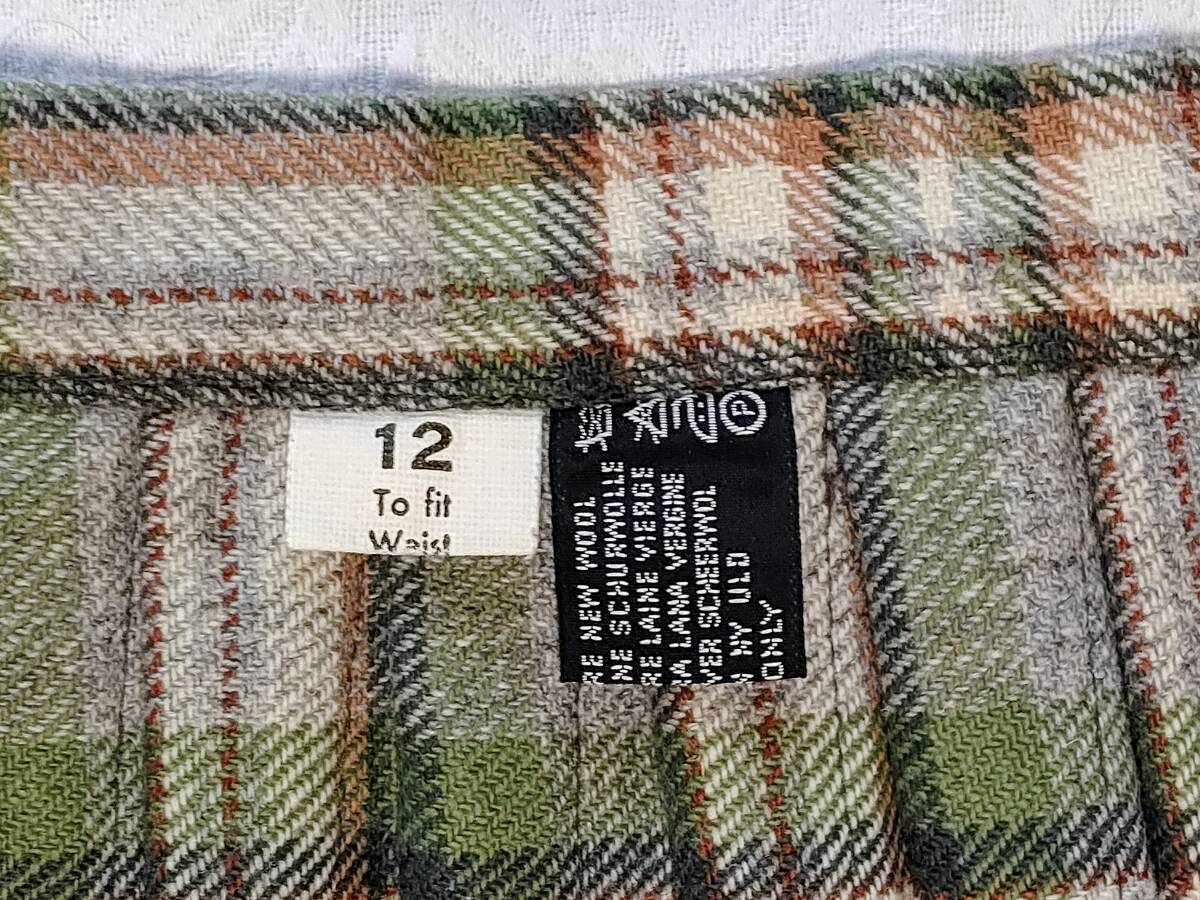 12
To fit
Waist
P
RE NEW WOOL
NE SCHURWOLLE
RE LAINE VIERGE
A LANA VERGINE
VER SCHEERWOL
N NY ULD
ONLY